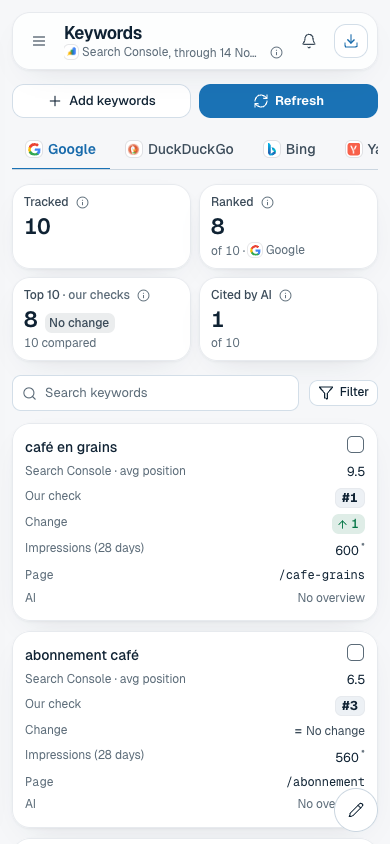 Keywords
Search Console, through 14 No...
+ Add keywords
Refresh
Google
DuckDuckGo
Bing
Ya
Tracked
10
Ranked
8
of 10 · Google
Top 10 · our checks
8 No change
10 compared
Cited by AI
1
of 10
Search keywords
Filter
café en grains
Search Console · avg position 9.5
Our check #1
Change ↑ 1
Impressions (28 days) 600*
Page /cafe-grains
AI No overview
abonnement café
Search Console · avg position 6.5
Our check #3
Change = No change
Impressions (28 days) 560*
Page /abonnement
AI No ove